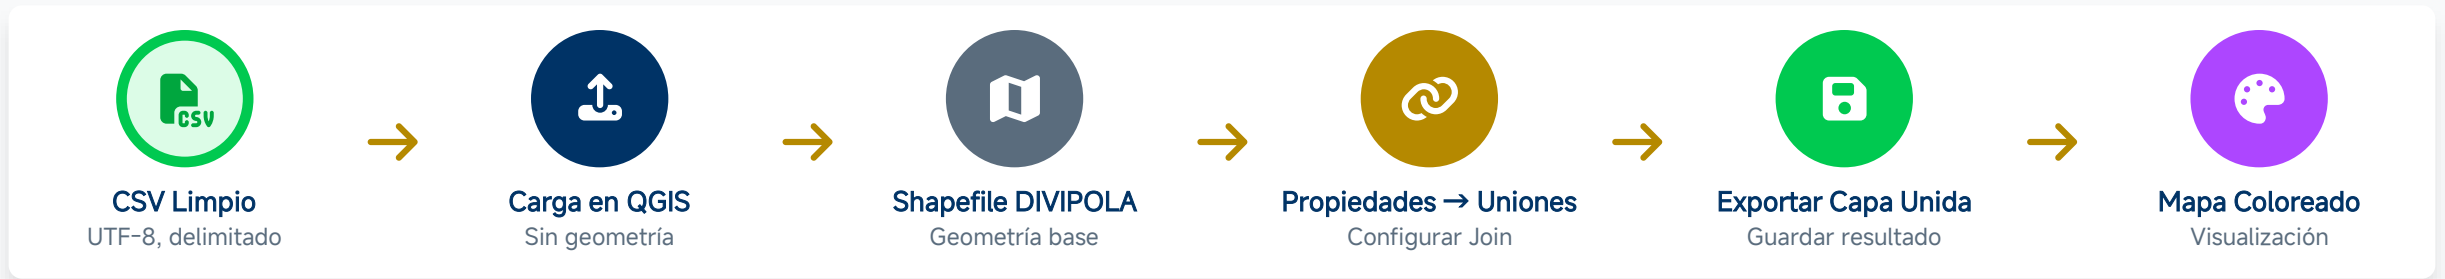 CSV
CSV Limpio
UTF-8, delimitado
Carga en QGIS
Sin geometría
Shapefile DIVIPOLA
Geometría base
Propiedades → Uniones
Configurar Join
Exportar Capa Unida
Guardar resultado
Mapa Coloreado
Visualización